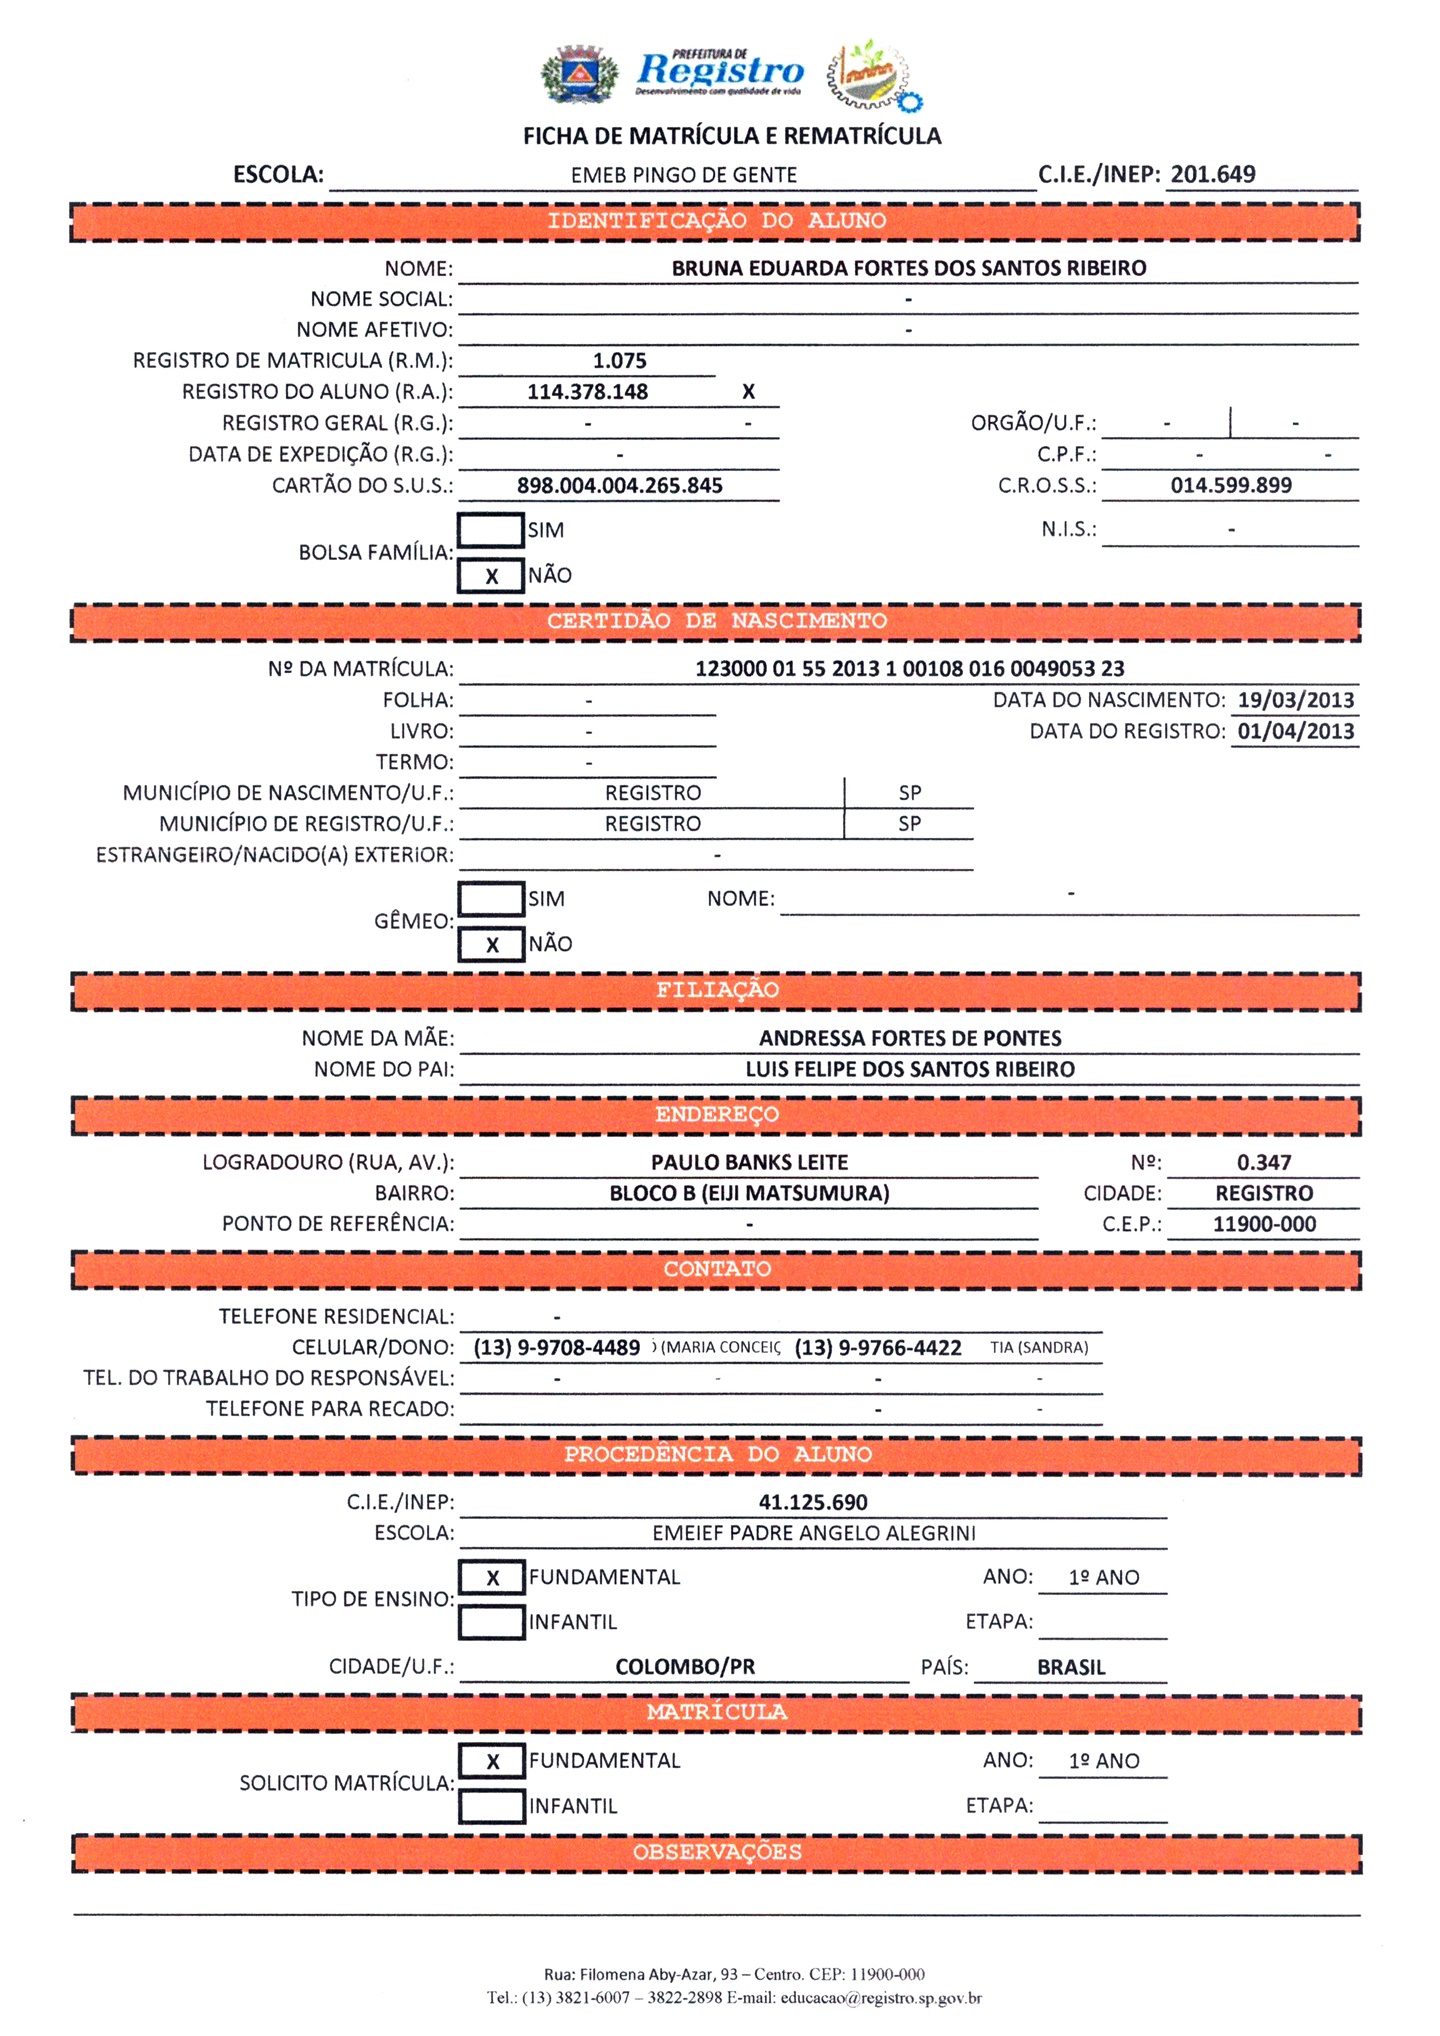 PREFEITURA DE
Registro
Desenvolvimento com qualidade de vida
FICHA DE MATRÍCULA E REMATRÍCULA
ESCOLA: EMEB PINGO DE GENTE C.I.E./INEP: 201.649
IDENTIFICAÇÃO DO ALUNO
NOME: BRUNA EDUARDA FORTES DOS SANTOS RIBEIRO
NOME SOCIAL: -
NOME AFETIVO: -
REGISTRO DE MATRICULA (R.M.): 1.075
REGISTRO DO ALUNO (R.A.): 114.378.148 X
REGISTRO GERAL (R.G.): - - ORGÃO/U.F.: - -
DATA DE EXPEDIÇÃO (R.G.): - C.P.F.: - -
CARTÃO DO S.U.S.: 898.004.004.265.845 C.R.O.S.S.: 014.599.899
SIM N.I.S.: -
BOLSA FAMÍLIA:
X NÃO
CERTIDÃO DE NASCIMENTO
Nº DA MATRÍCULA: 123000 01 55 2013 1 00108 016 0049053 23
FOLHA: - DATA DO NASCIMENTO: 19/03/2013
LIVRO: - DATA DO REGISTRO: 01/04/2013
TERMO: -
MUNICÍPIO DE NASCIMENTO/U.F.: REGISTRO SP
MUNICÍPIO DE REGISTRO/U.F.: REGISTRO SP
ESTRANGEIRO/NACIDO(A) EXTERIOR: -
SIM NOME: -
GÊMEO:
X NÃO
FILIAÇÃO
NOME DA MÃE: ANDRESSA FORTES DE PONTES
NOME DO PAI: LUIS FELIPE DOS SANTOS RIBEIRO
ENDEREÇO
LOGRADOURO (RUA, AV.): PAULO BANKS LEITE Nº: 0.347
BAIRRO: BLOCO B (EIJI MATSUMURA) CIDADE: REGISTRO
PONTO DE REFERÊNCIA: - C.E.P.: 11900-000
CONTATO
TELEFONE RESIDENCIAL: -
CELULAR/DONO: (13) 9-9708-4489 (MARIA CONCEIÇ (13) 9-9766-4422 TIA (SANDRA)
TEL. DO TRABALHO DO RESPONSÁVEL: - - - -
TELEFONE PARA RECADO: - -
PROCEDÊNCIA DO ALUNO
C.I.E./INEP: 41.125.690
ESCOLA: EMEIEF PADRE ANGELO ALEGRINI
X FUNDAMENTAL ANO: 1º ANO
TIPO DE ENSINO:
INFANTIL ETAPA:
CIDADE/U.F.: COLOMBO/PR PAÍS: BRASIL
MATRÍCULA
X FUNDAMENTAL ANO: 1º ANO
SOLICITO MATRÍCULA:
INFANTIL ETAPA:
OBSERVAÇÕES
Rua: Filomena Aby-Azar, 93 – Centro. CEP: 11900-000
Tel.: (13) 3821-6007 – 3822-2898 E-mail: educacao@registro.sp.gov.br